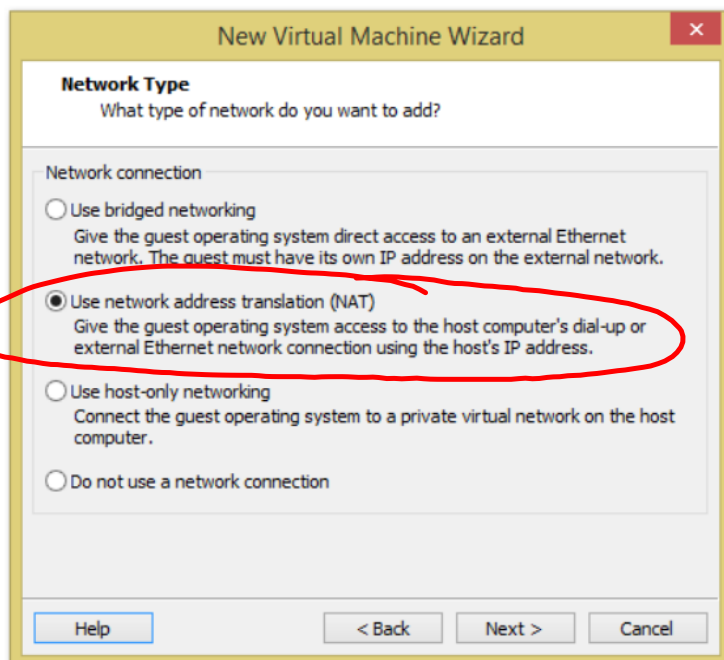 New Virtual Machine Wizard
Network Type
What type of network do you want to add?
Network connection
Use bridged networking
Give the guest operating system direct access to an external Ethernet
network. The guest must have its own IP address on the external network.
Use network address translation (NAT)
Give the guest operating system access to the host computer's dial-up or
external Ethernet network connection using the host's IP address.
Use host-only networking
Connect the guest operating system to a private virtual network on the host
computer.
Do not use a network connection
Help < Back Next > Cancel